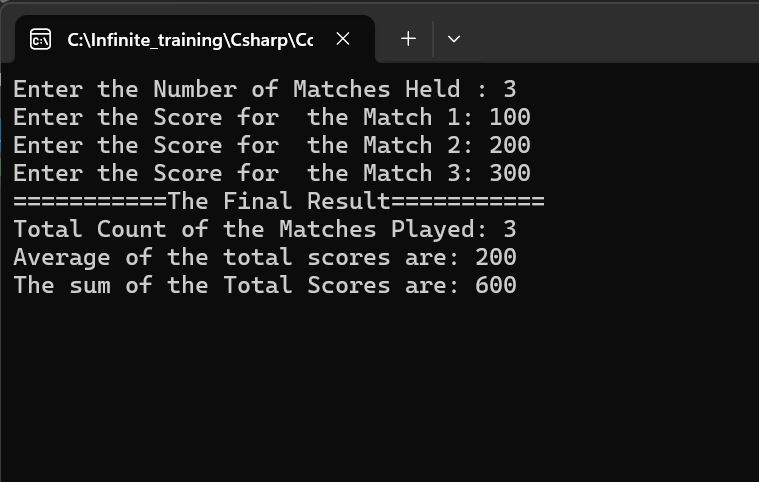 C:\Infinite_training\Csharp\Cc
Enter the Number of Matches Held : 3
Enter the Score for  the Match 1: 100
Enter the Score for  the Match 2: 200
Enter the Score for  the Match 3: 300
===========The Final Result===========
Total Count of the Matches Played: 3
Average of the total scores are: 200
The sum of the Total Scores are: 600